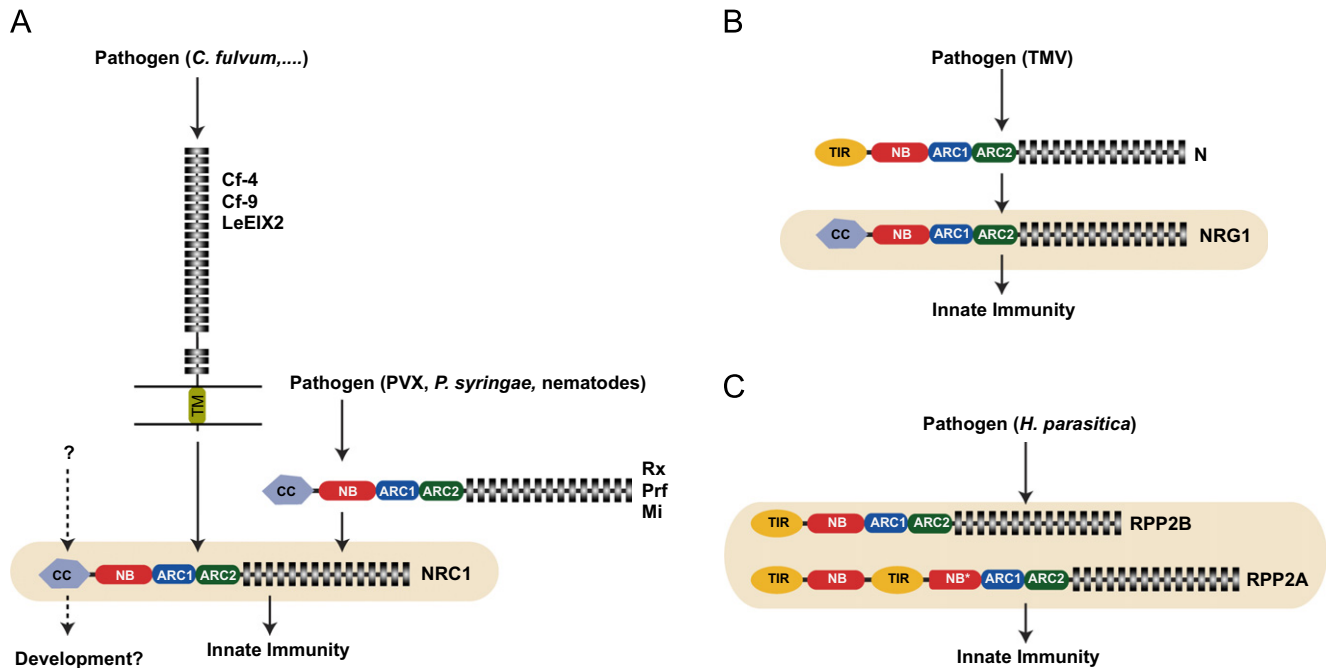 A
Pathogen (C. fulvum,....)
Cf-4
Cf-9
LeEIX2
TM
Pathogen (PVX, P. syringae, nematodes)
?
CC NB ARC1 ARC2
Rx
Prf
Mi
CC NB ARC1 ARC2 NRC1
Development?
Innate Immunity
B
Pathogen (TMV)
TIR NB ARC1 ARC2 N
CC NB ARC1 ARC2 NRG1
Innate Immunity
C
Pathogen (H. parasitica)
TIR NB ARC1 ARC2 RPP2B
TIR NB TIR NB* ARC1 ARC2 RPP2A
Innate Immunity